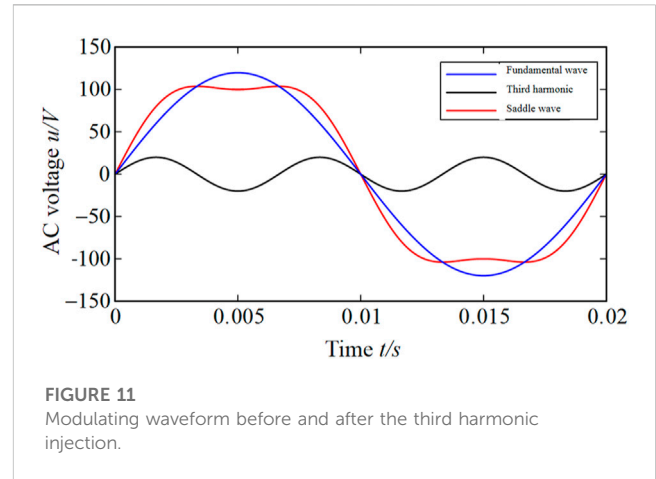 150
100
50
0
−50
-100
−150
AC voltage u/V
Fundamental wave
Third harmonic
Saddle wave
0 0.005 0.01 0.015 0.02
Time t/s
FIGURE 11
Modulating waveform before and after the third harmonic
injection.